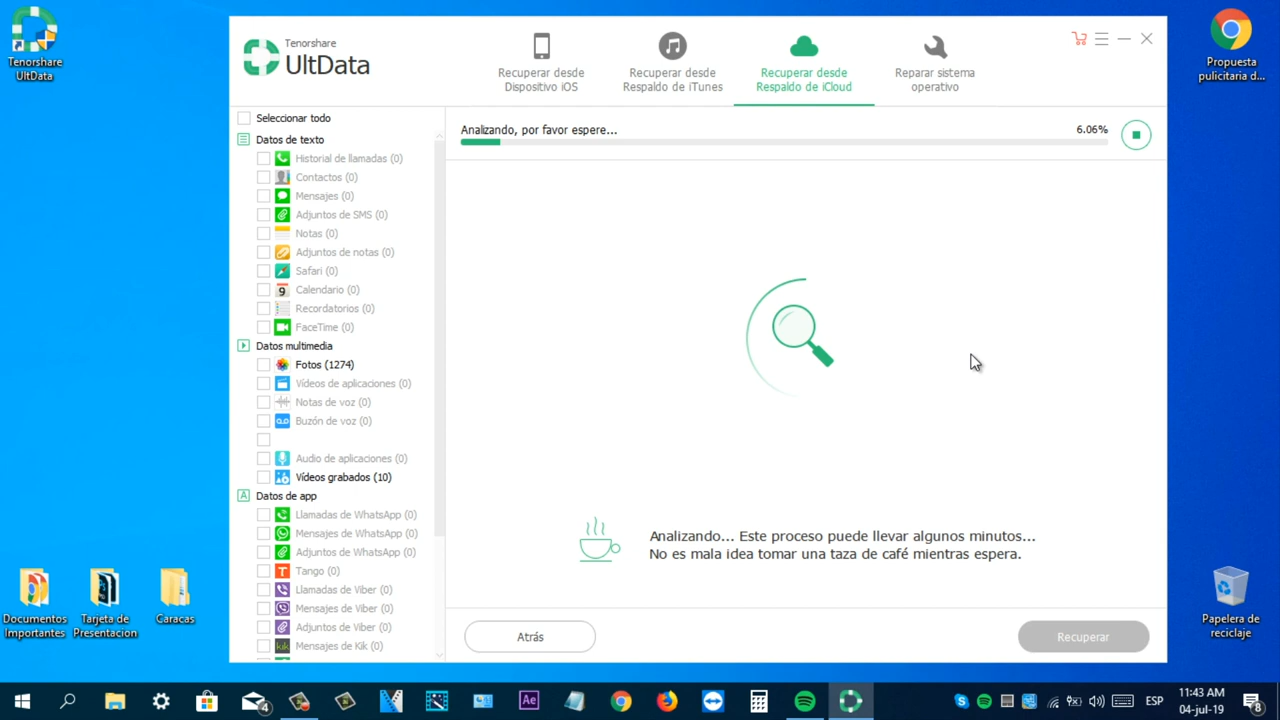 Tenorshare
UltData
Propuesta
pulicitaria d...
Tenorshare
UltData
Recuperar desde
Dispositivo iOS
Recuperar desde
Respaldo de iTunes
Recuperar desde
Respaldo de iCloud
Reparar sistema
operativo
Seleccionar todo
Datos de texto
Historial de llamadas (0)
Contactos (0)
Mensajes (0)
Adjuntos de SMS (0)
Notas (0)
Adjuntos de notas (0)
Safari (0)
9
Calendario (0)
Recordatorios (0)
FaceTime (0)
Datos multimedia
Fotos (1274)
Vídeos de aplicaciones (0)
Notas de voz (0)
Buzón de voz (0)
Audio de aplicaciones (0)
Vídeos grabados (10)
A Datos de app
Llamadas de WhatsApp (0)
Mensajes de WhatsApp (0)
Adjuntos de WhatsApp (0)
T Tango (0)
Llamadas de Viber (0)
Mensajes de Viber (0)
Adjuntos de Viber (0)
kik Mensajes de Kik (0)
Analizando, por favor espere...
6.06%
Analizando... Este proceso puede llevar algunos minutos...
No es mala idea tomar una taza de café mientras espera.
Atrás
Recuperar
Documentos
Importantes
Tarjeta de
Presentacion
Caracas
Papelera de
reciclaje
4
Ae
ESP
11:43 AM
04-jul-19
8